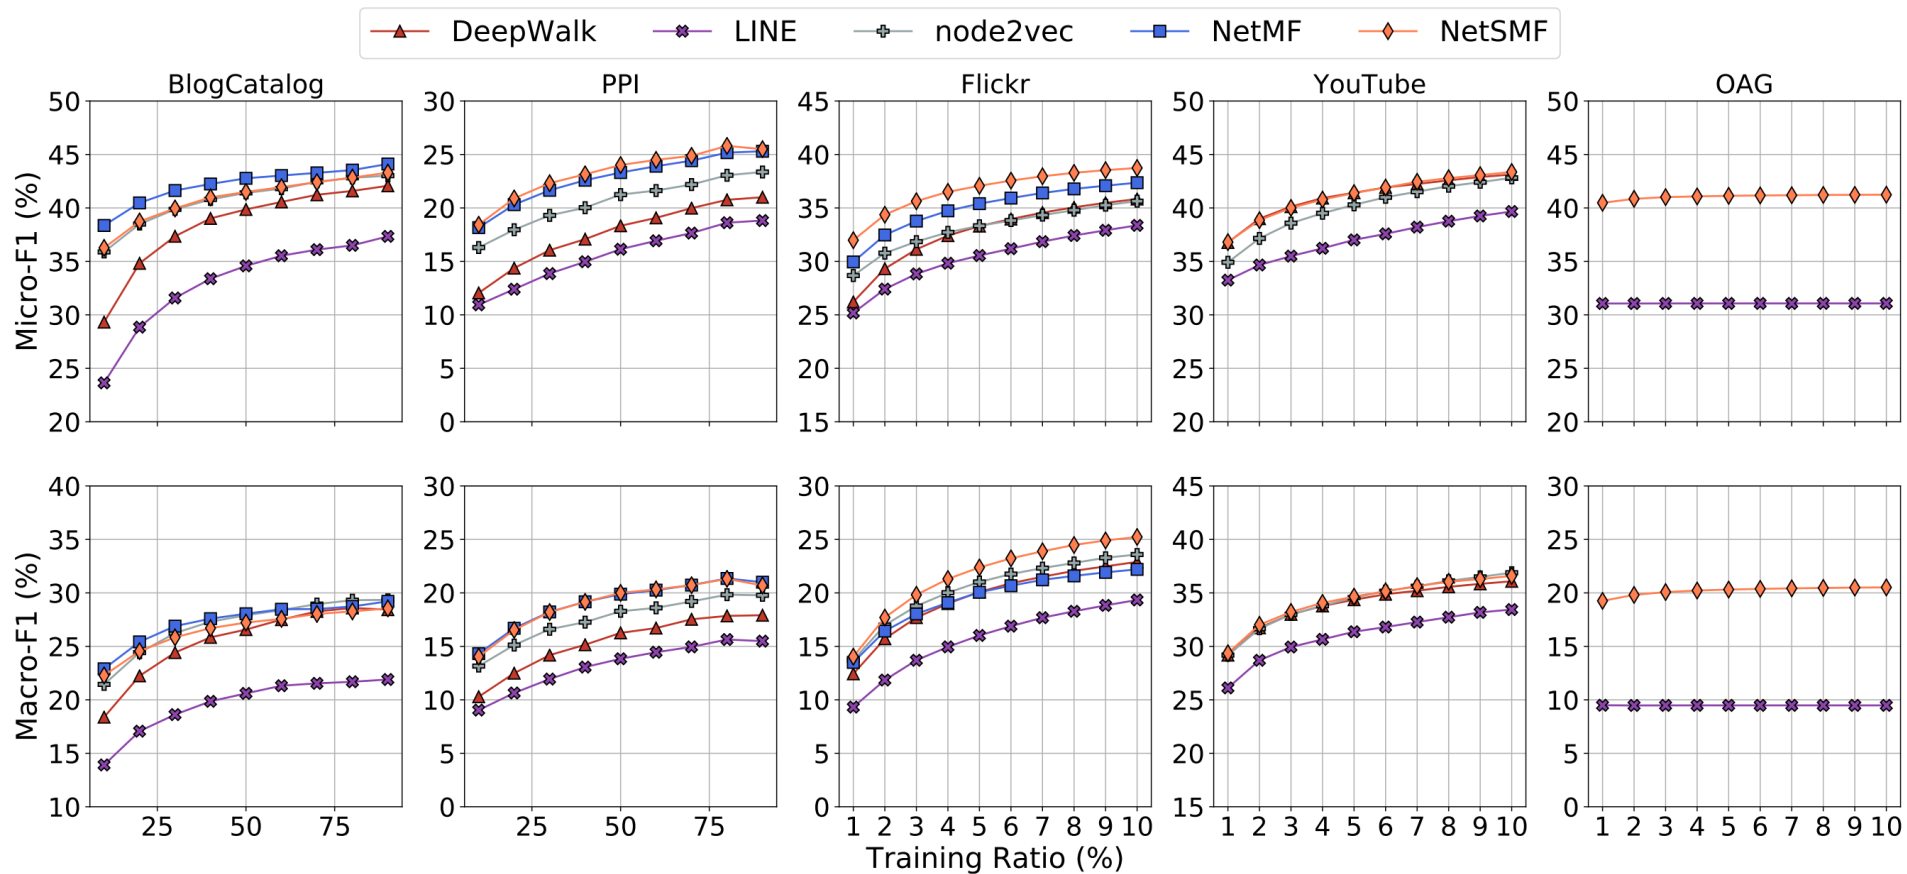 DeepWalk LINE node2vec NetMF NetSMF
BlogCatalog PPI Flickr YouTube OAG
Micro-F1 (%)
50 45 40 35 30 25 20
30 25 20 15 10 5 0
45 40 35 30 25 20 15
50 45 40 35 30 25 20
50 45 40 35 30 25 20
Macro-F1 (%)
40 35 30 25 20 15 10
30 25 20 15 10 5 0
30 25 20 15 10 5 0
45 40 35 30 25 20 15
30 25 20 15 10 5 0
25 50 75
25 50 75
1 2 3 4 5 6 7 8 9 10
1 2 3 4 5 6 7 8 9 10
1 2 3 4 5 6 7 8 9 10
Training Ratio (%)